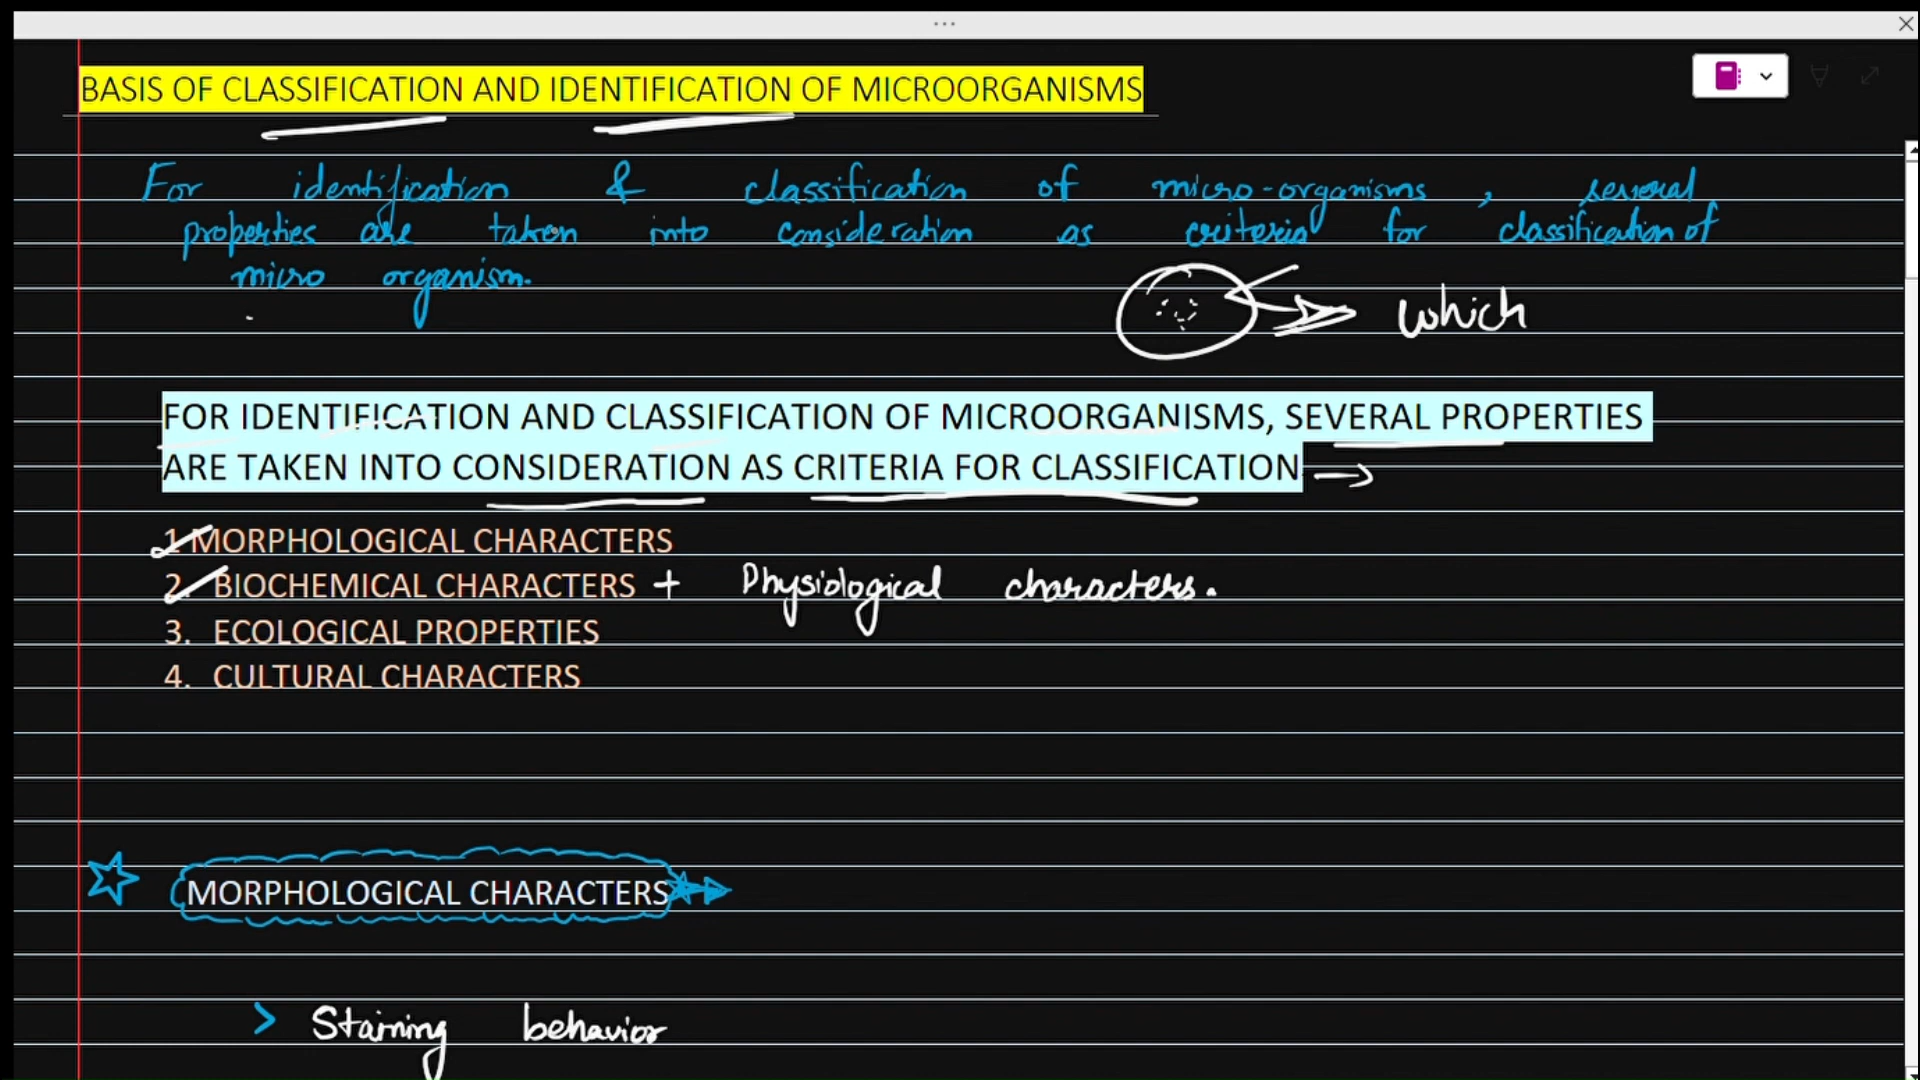 BASIS OF CLASSIFICATION AND IDENTIFICATION OF MICROORGANISMS
For identification & classification of micro-organisms, several
properties are taken into consideration as criteria for classification of
micro organism.
which
FOR IDENTIFICATION AND CLASSIFICATION OF MICROORGANISMS, SEVERAL PROPERTIES
ARE TAKEN INTO CONSIDERATION AS CRITERIA FOR CLASSIFICATION →
1 MORPHOLOGICAL CHARACTERS
2. BIOCHEMICAL CHARACTERS + Physiological characters.
3. ECOLOGICAL PROPERTIES
4. CULTURAL CHARACTERS
MORPHOLOGICAL CHARACTERS
> Staining behavior